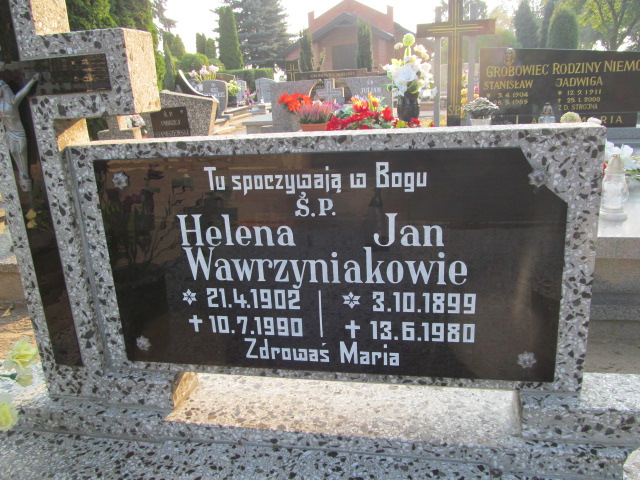 Tu spoczywają w Bogu
Ś.P.
Helena Jan
Wawrzyniakowie
21.4.1902 3.10.1899
10.7.1990 13.6.1980
Zdrowaś Maria
GROBOWIEC RODZINY
STANISŁAW JADWIGA